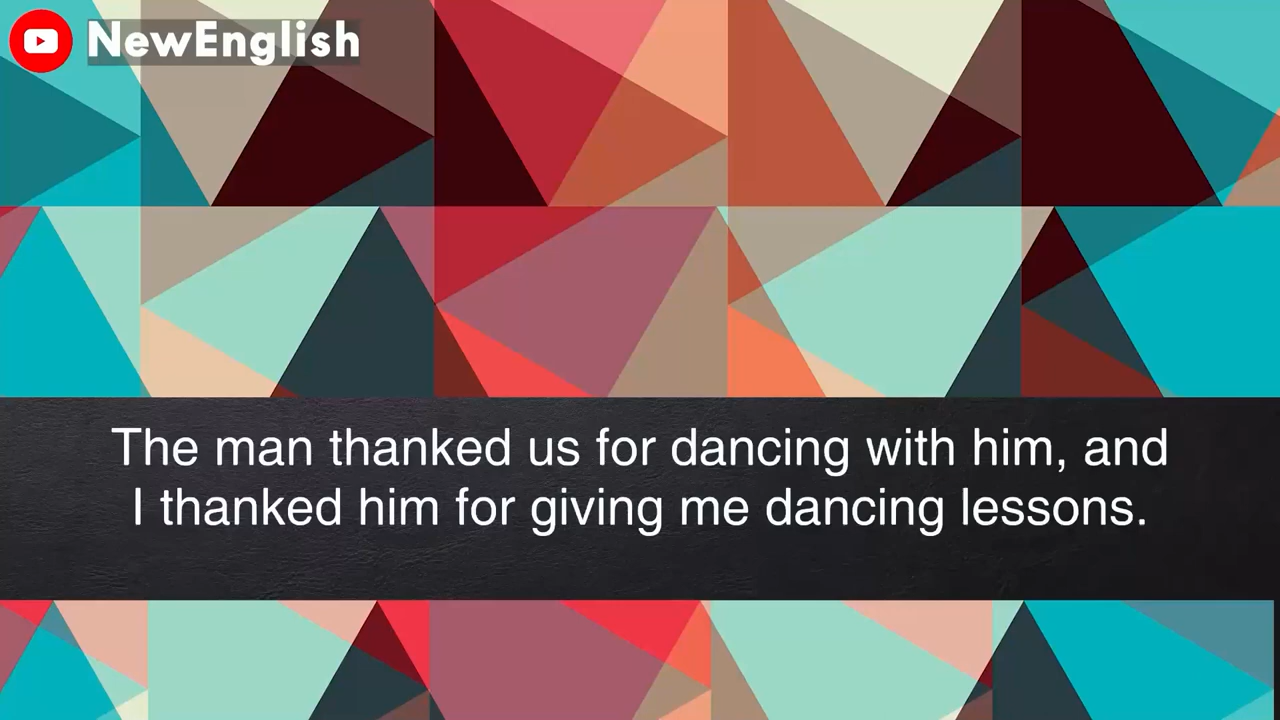 NewEnglish
The man thanked us for dancing with him, and
I thanked him for giving me dancing lessons.